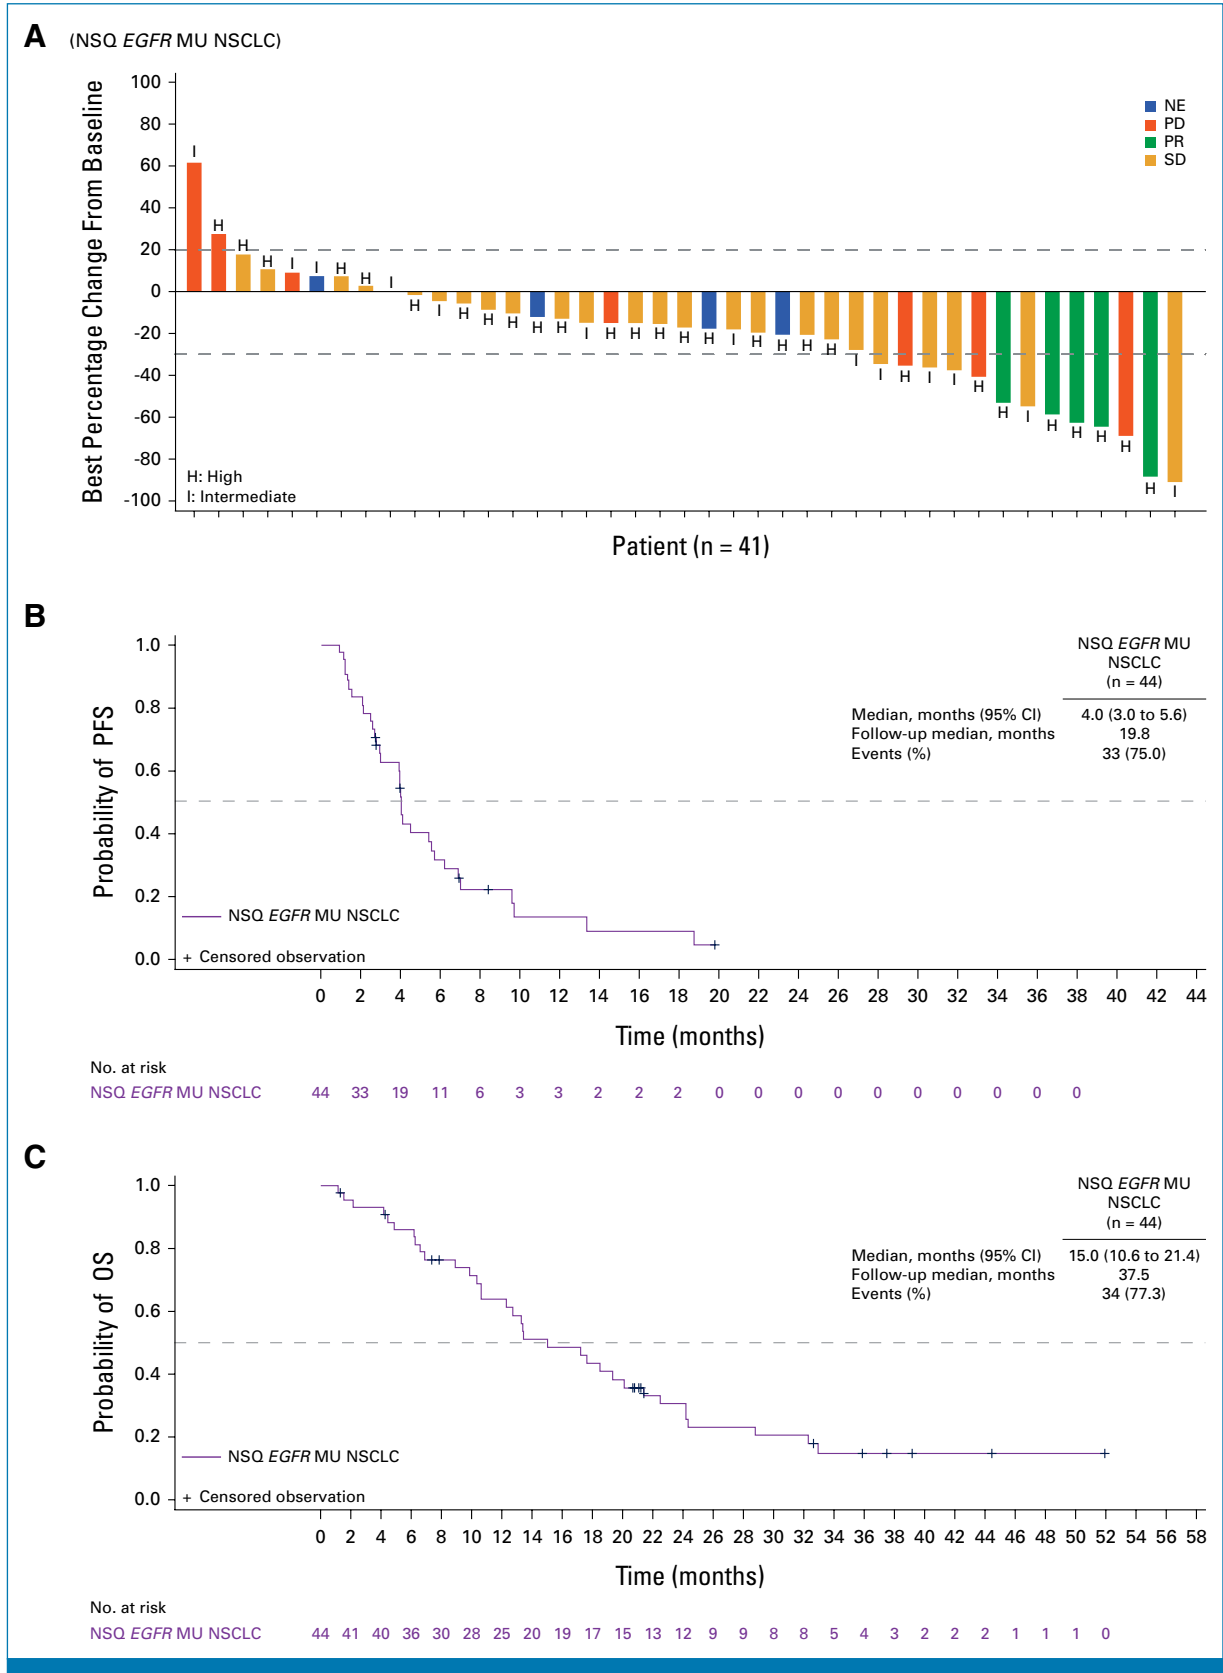 A (NSQ EGFR MU NSCLC)
Best Percentage Change From Baseline
100
80
60
40
20
0
-20
-40
-60
-80
-100
NE
PD
PR
SD
I
H
H
H
I
I
H
H
I
H
I
H
H
H
H
H
I
H
H
H
H
H
I
H
H
H
H
I
I
H
I
I
H
H
I
H
H
H
H
H
I
H: High
I: Intermediate
Patient (n = 41)
B
Probability of PFS
1.0
0.8
0.6
0.4
0.2
0.0
NSQ EGFR MU
NSCLC
(n = 44)
Median, months (95% CI) 4.0 (3.0 to 5.6)
Follow-up median, months 19.8
Events (%) 33 (75.0)
NSQ EGFR MU NSCLC
+ Censored observation
0 2 4 6 8 10 12 14 16 18 20 22 24 26 28 30 32 34 36 38 40 42 44
Time (months)
No. at risk
NSQ EGFR MU NSCLC 44 33 19 11 6 3 3 2 2 2 0 0 0 0 0 0 0 0 0 0
C
Probability of OS
1.0
0.8
0.6
0.4
0.2
0.0
NSQ EGFR MU
NSCLC
(n = 44)
Median, months (95% CI) 15.0 (10.6 to 21.4)
Follow-up median, months 37.5
Events (%) 34 (77.3)
NSQ EGFR MU NSCLC
+ Censored observation
0 2 4 6 8 10 12 14 16 18 20 22 24 26 28 30 32 34 36 38 40 42 44 46 48 50 52 54 56 58
Time (months)
No. at risk
NSQ EGFR MU NSCLC 44 41 40 36 30 28 25 20 19 17 15 13 12 9 9 8 8 5 4 3 2 2 2 1 1 1 0